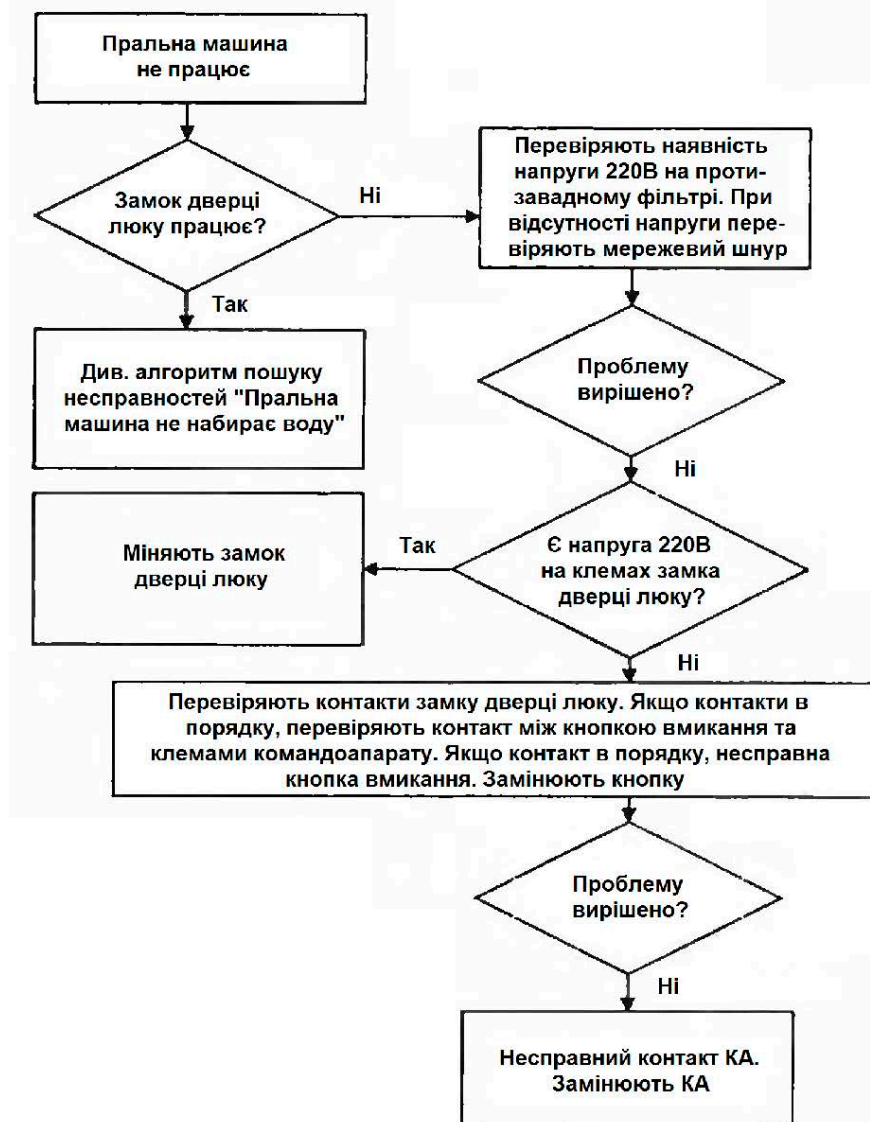 Пральна машина
не працює
Замок дверці
люку працює?
Ні
Перевіряють наявність
напруги 220В на проти-
завадному фільтрі. При
відсутності напруги пере-
віряють мережевий шнур
Так
Див. алгоритм пошуку
несправностей "Пральна
машина не набирає воду"
Проблему
вирішено?
Ні
Є напруга 220В
на клемах замка
дверці люку?
Так
Міняють замок
дверці люку
Ні
Перевіряють контакти замку дверці люку. Якщо контакти в
порядку, перевіряють контакт між кнопкою вмикання та
клемами командоапарату. Якщо контакт в порядку, несправна
кнопка вмикання. Замінюють кнопку
Проблему
вирішено?
Ні
Несправний контакт КА.
Замінюють КА